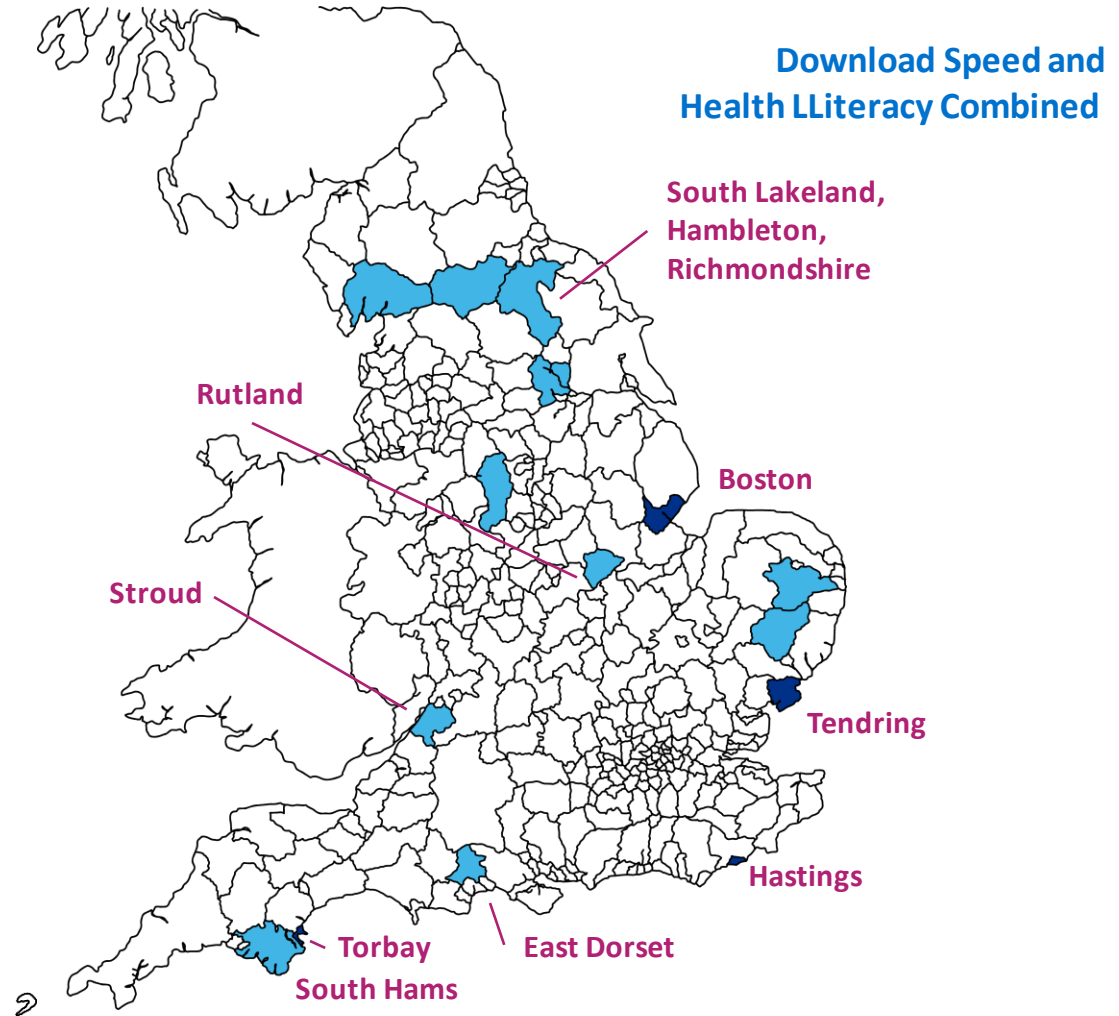 Download Speed and
Health LLiteracy Combined
South Lakeland,
Hambleton,
Richmondshire
Rutland
Boston
Stroud
Tendring
Hastings
Torbay
East Dorset
South Hams